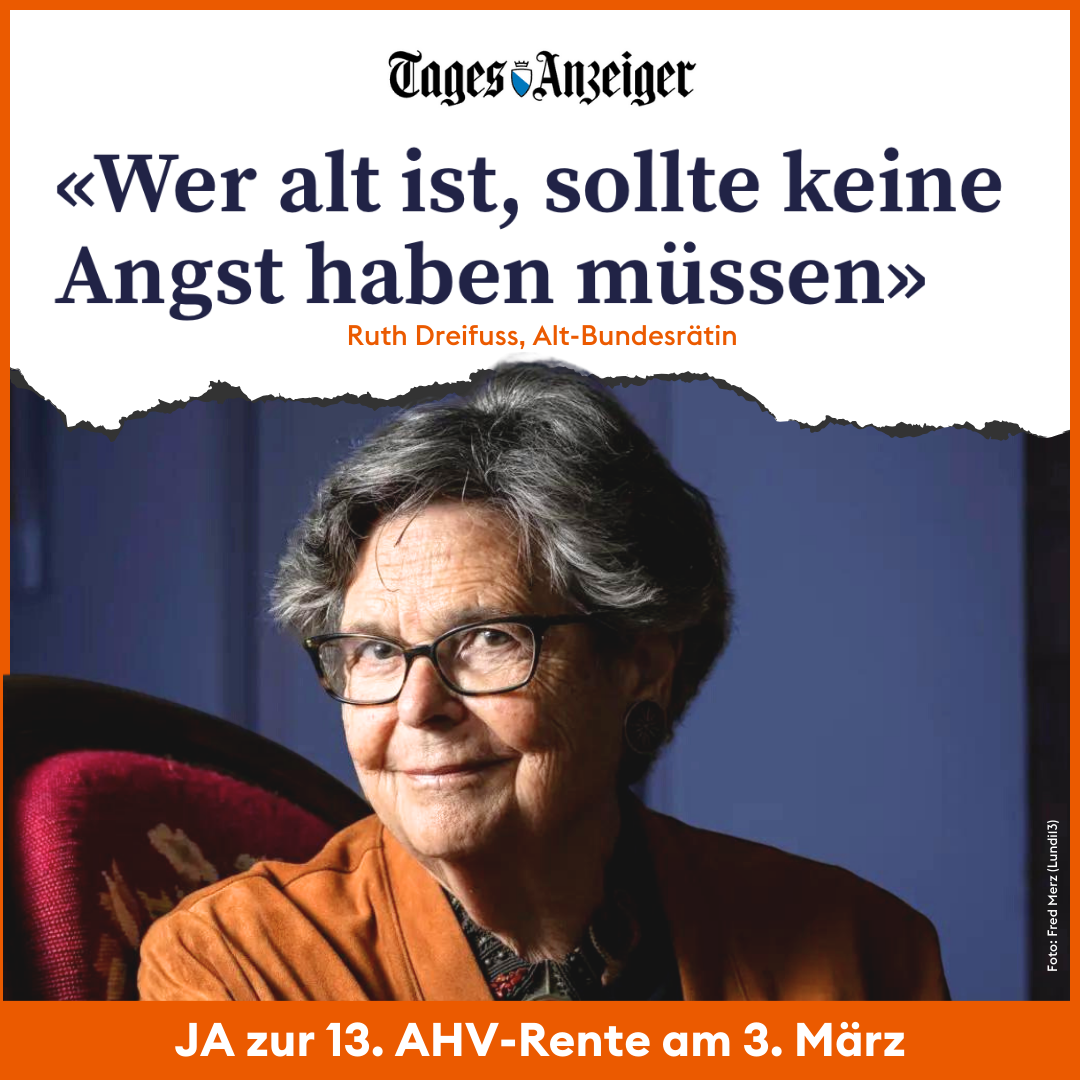 Tages Anzeiger
«Wer alt ist, sollte keine
Angst haben müssen»
Ruth Dreifuss, Alt-Bundesrätin
Foto: Fred Merz (Lundi13)
JA zur 13. AHV-Rente am 3. März